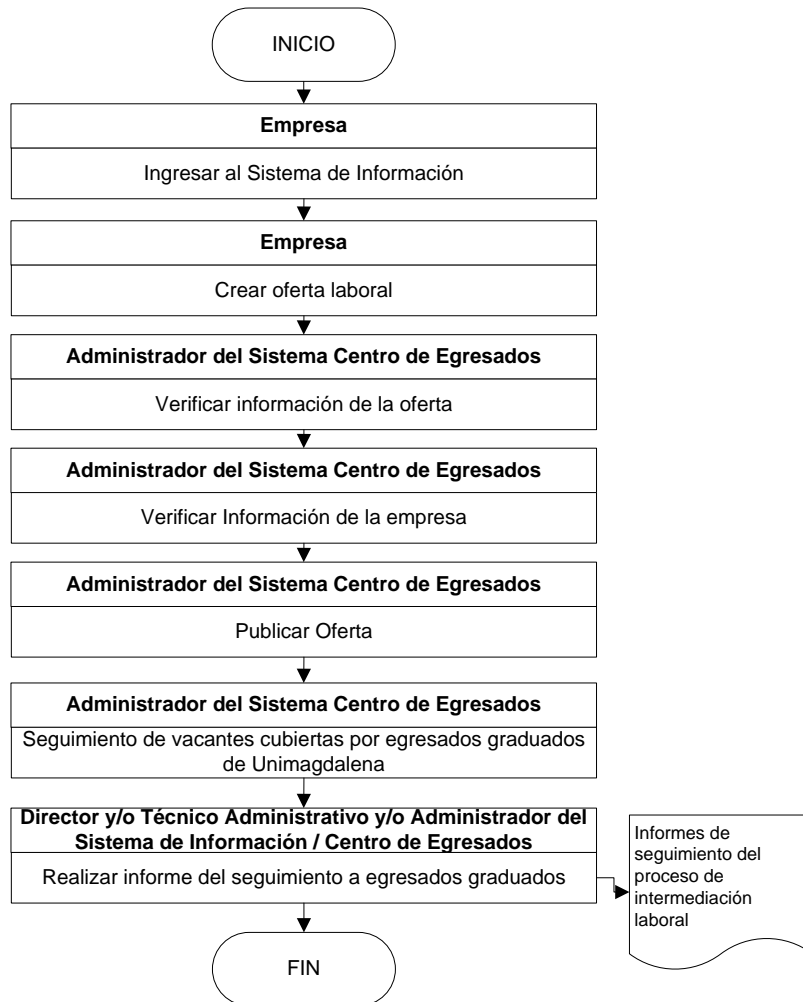 INICIO
Empresa
Ingresar al Sistema de Información
Empresa
Crear oferta laboral
Administrador del Sistema Centro de Egresados
Verificar información de la oferta
Administrador del Sistema Centro de Egresados
Verificar Información de la empresa
Administrador del Sistema Centro de Egresados
Publicar Oferta
Administrador del Sistema Centro de Egresados
Seguimiento de vacantes cubiertas por egresados graduados
de Unimagdalena
Director y/o Técnico Administrativo y/o Administrador del
Sistema de Información / Centro de Egresados
Realizar informe del seguimiento a egresados graduados
Informes de
seguimiento del
proceso de
intermediación
laboral
FIN